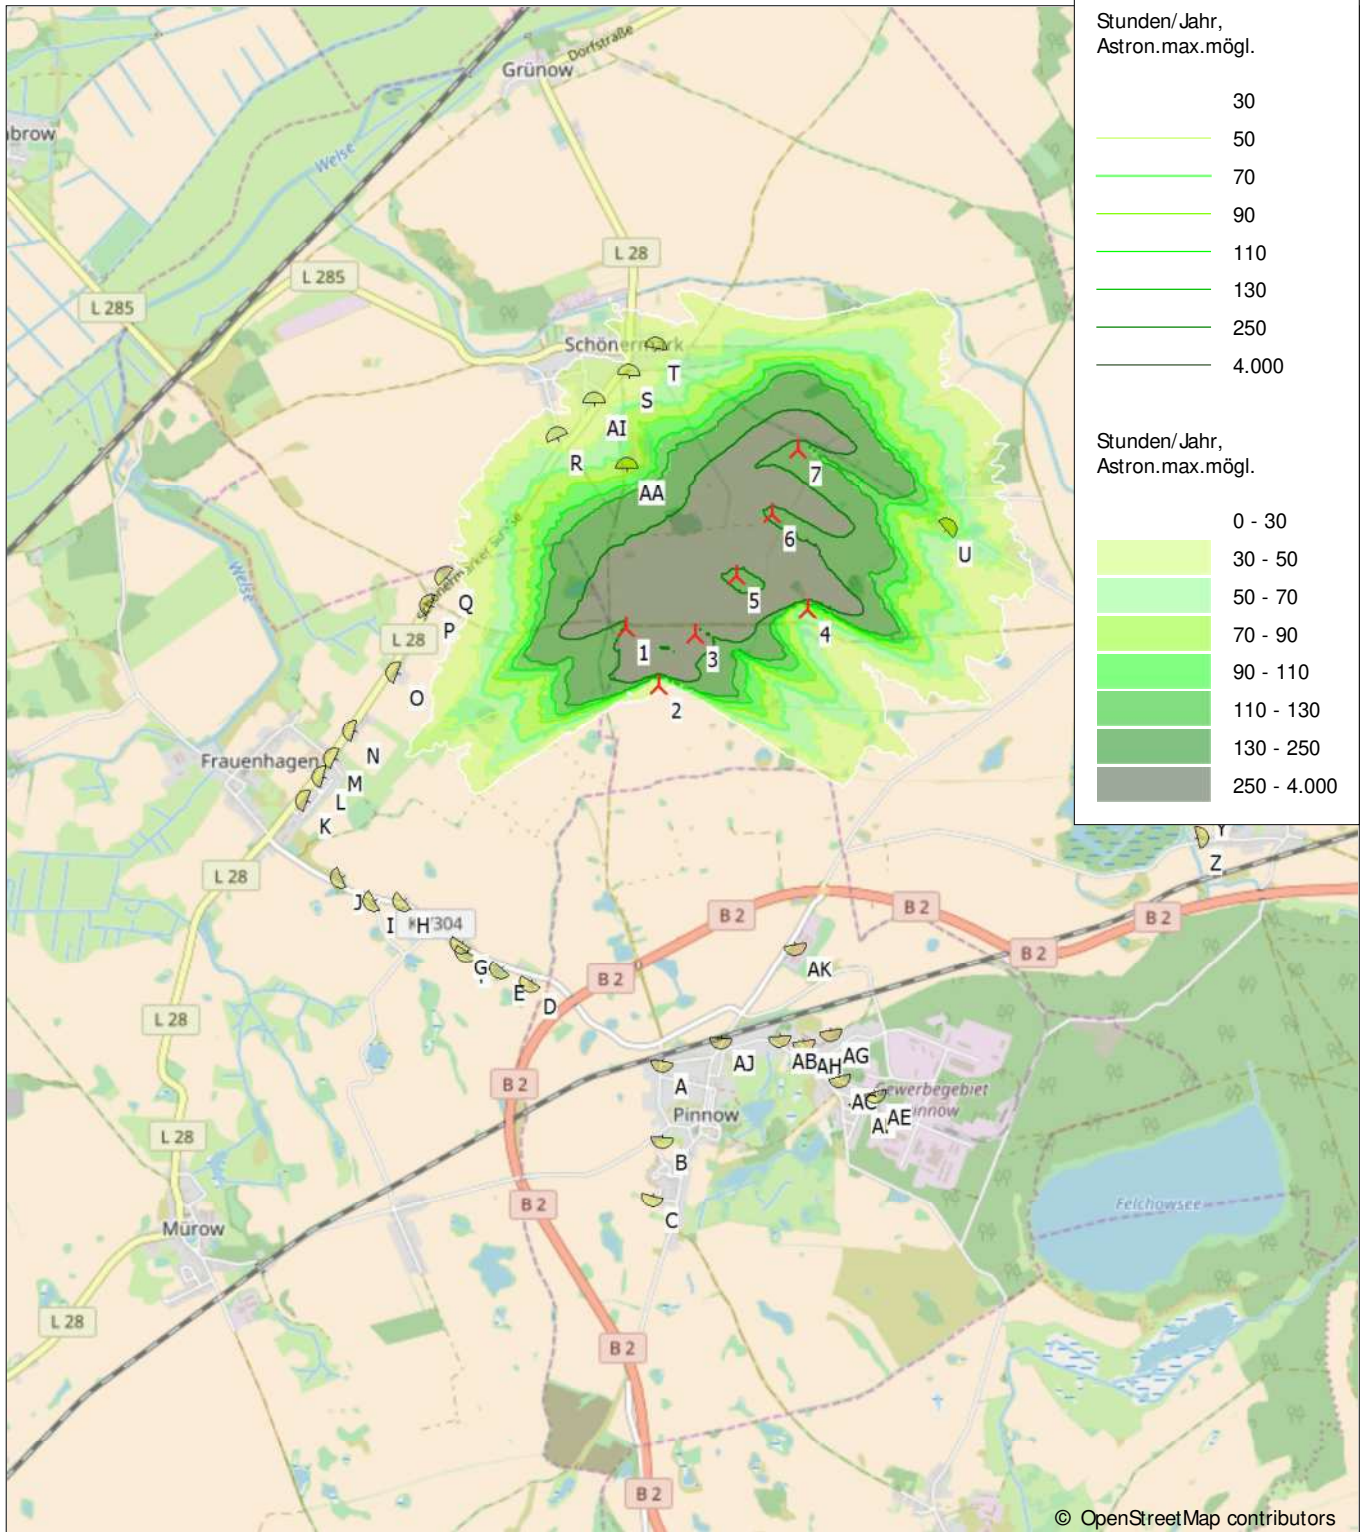 Stunden/Jahr,
Astron.max.mögl.
30
50
70
90
110
130
250
4.000
Stunden/Jahr,
Astron.max.mögl.
0 - 30
30 - 50
50 - 70
70 - 90
90 - 110
110 - 130
130 - 250
250 - 4.000
Dorfstraße
Grünow
Welse
L 28
L 285
L 285
Schönermark
T
S
AI
R
AA
7
6
U
5
4
1
3
2
Welse
Q
P
L 28
O
N
Frauenhagen
M
L
K
L 28
Y
Z
J
I
H
B 2
B 2
B 2
B 2
G
AK
E
D
B 2
L 28
AJ
AB
AH
AG
A
B 2
Gewerbegebiet
AE
Pinnow
L 28
B
Felchowsee
B 2
C
Mürow
L 28
B 2
B 2
© OpenStreetMap contributors